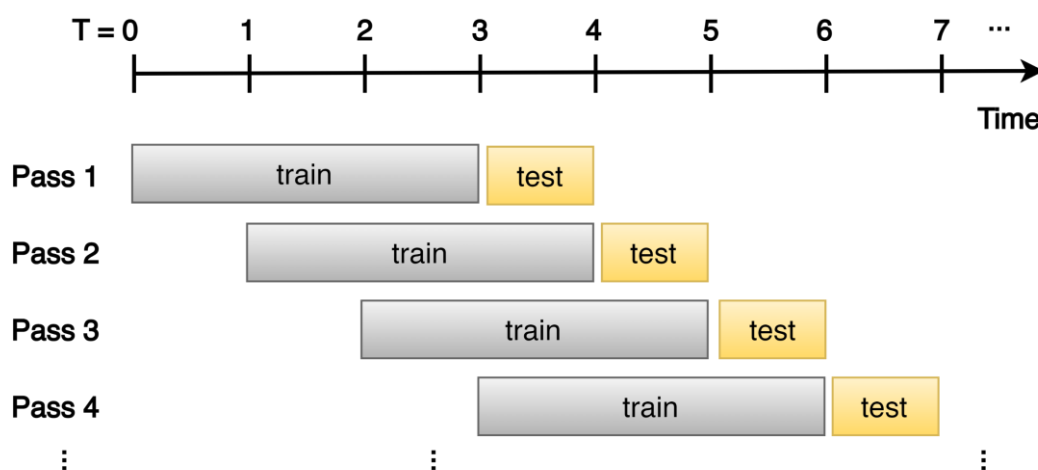 T = 0 1 2 3 4 5 6 7 ...
Time
Pass 1 train test
Pass 2 train test
Pass 3 train test
Pass 4 train test